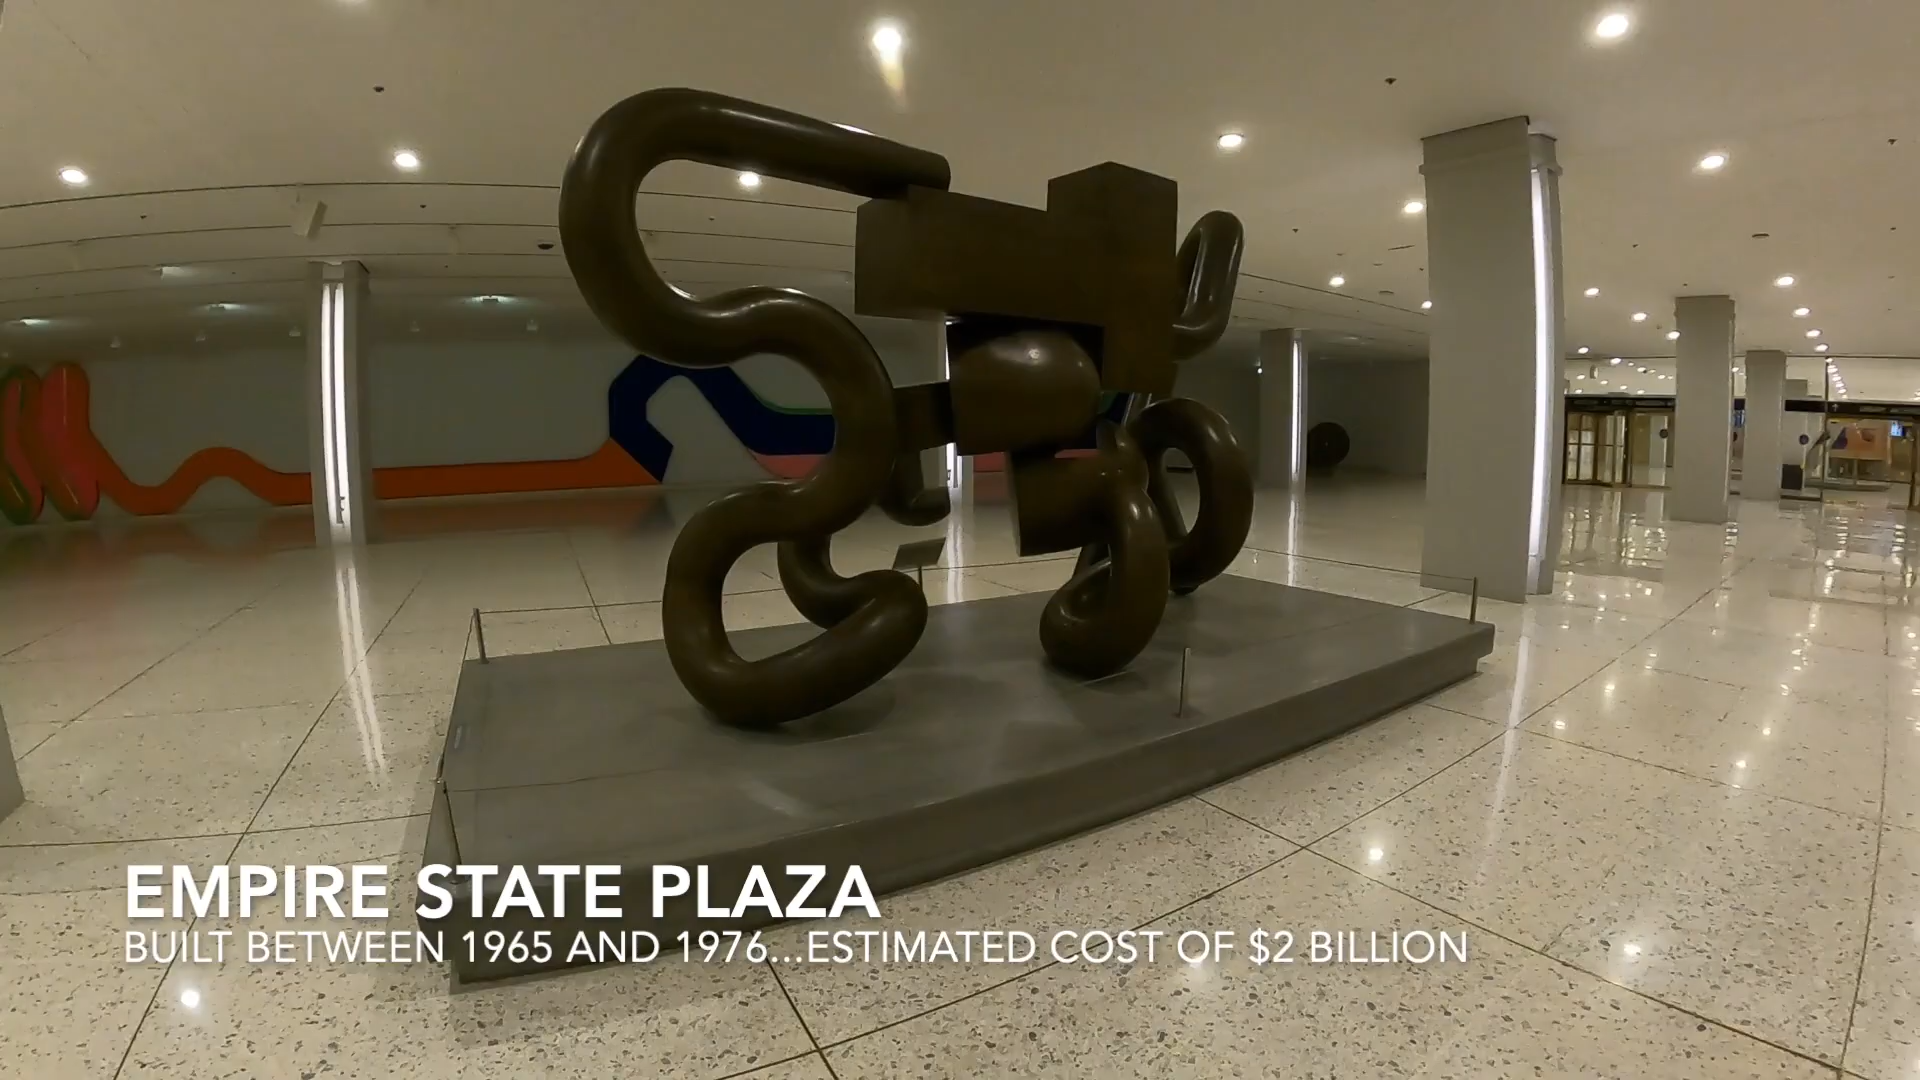 EMPIRE STATE PLAZA
BUILT BETWEEN 1965 AND 1976...ESTIMATED COST OF $2 BILLION